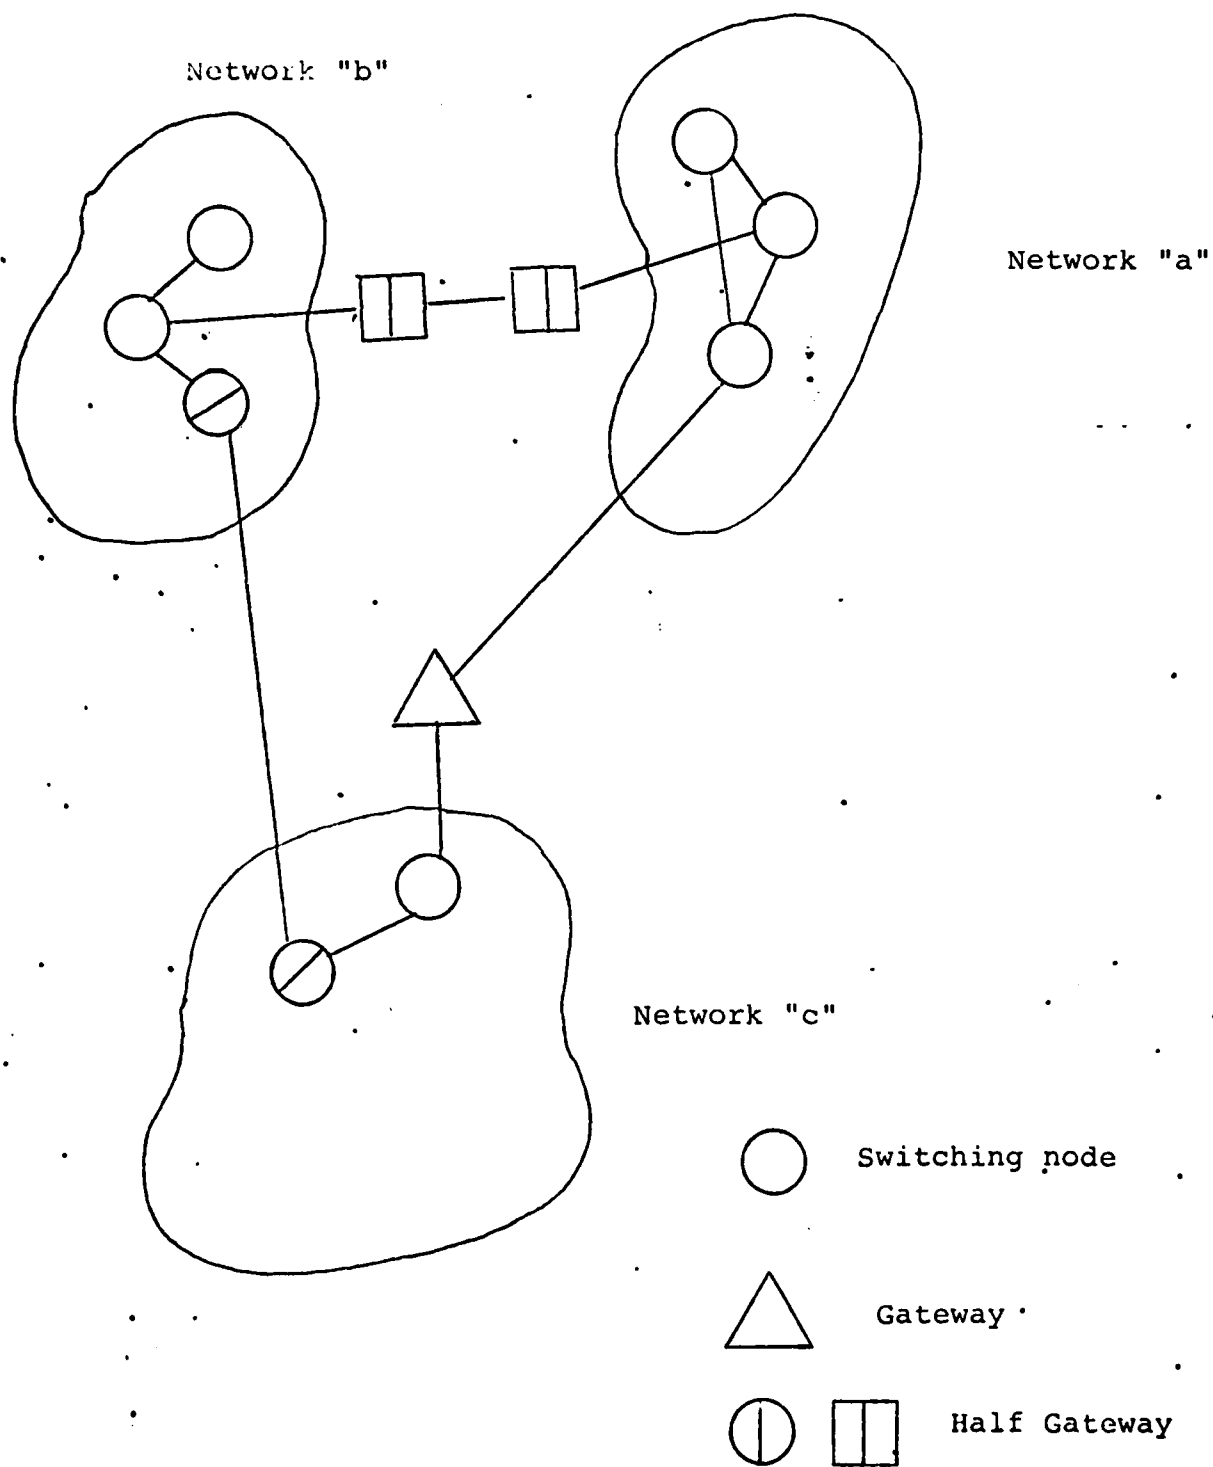 Network "b"
Network "a"
Network "c"
Switching node
Gateway
Half Gateway